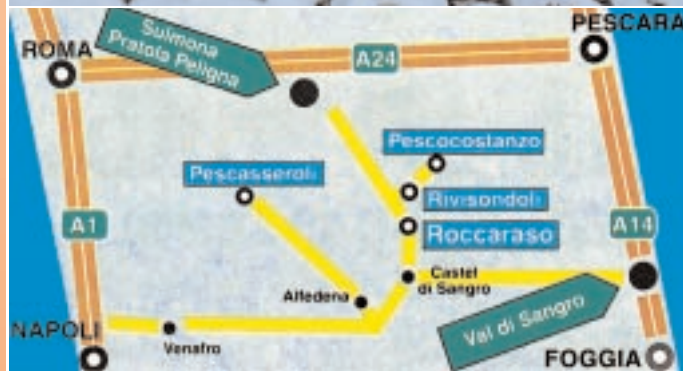 Sulmona
Pratola Peligna
PESCARA
ROMA
A24
Pescocostanzo
Pescasseroli
Rivisondoli
A1
A14
Roccaraso
Castel
di Sangro
Alfedena
Val di Sangro
NAPOLI
Venafro
FOGGIA